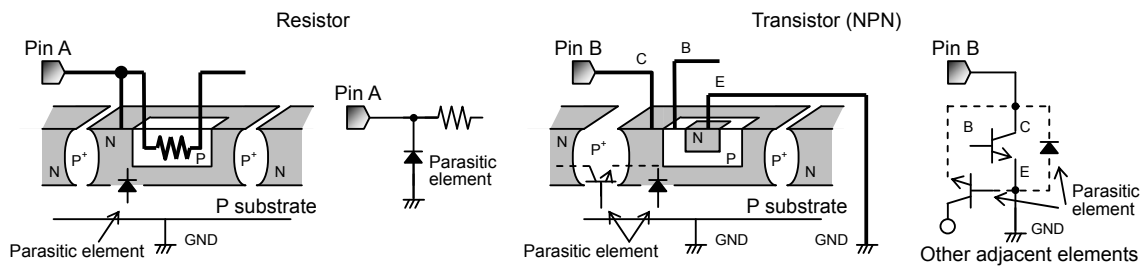 Resistor
Transistor (NPN)
Pin A
Pin B
C
B
E
Pin B
Pin A
N
P
N
P+
P+
N
N
Parasitic element
P substrate
Parasitic element
GND
N
P+
N
P
P+
N
N
P substrate
Parasitic element
GND
GND
B
C
E
Parasitic element
GND
Other adjacent elements